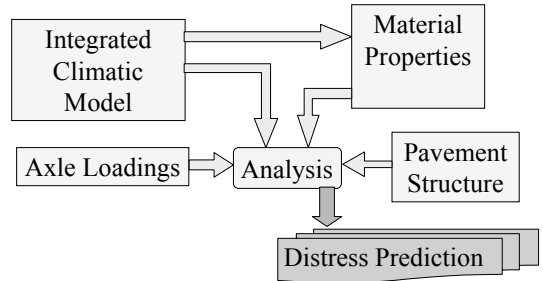 Integrated
Climatic
Model
Material
Properties
Axle Loadings
Analysis
Pavement
Structure
Distress Prediction